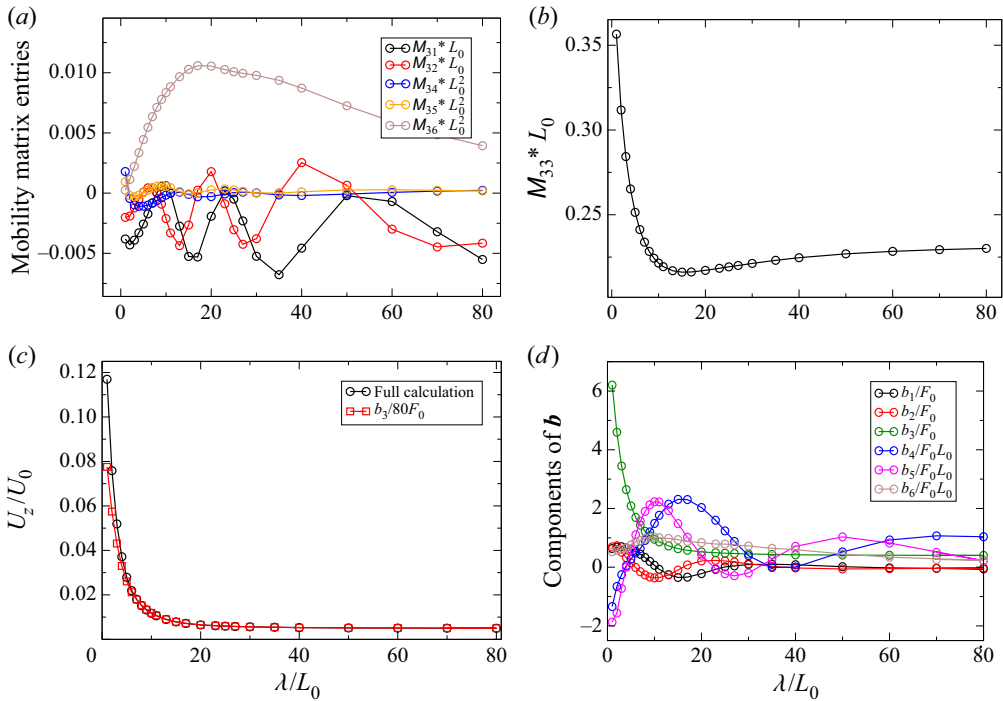 (a)
Mobility matrix entries
0.010
0.005
0
−0.005
M31* L0
M32* L0
M34* L0^2
M35* L0^2
M36* L0^2
0 20 40 60 80
(b)
M33* L0
0.35
0.30
0.25
0 20 40 60 80
(c)
Uz/U0
0.12
0.10
0.08
0.06
0.04
0.02
Full calculation
b3/80F0
0 20 40 60 80
λ/L0
(d)
Components of b
6
4
2
0
−2
b1/F0
b2/F0
b3/F0
b4/F0L0
b5/F0L0
b6/F0L0
0 20 40 60 80
λ/L0